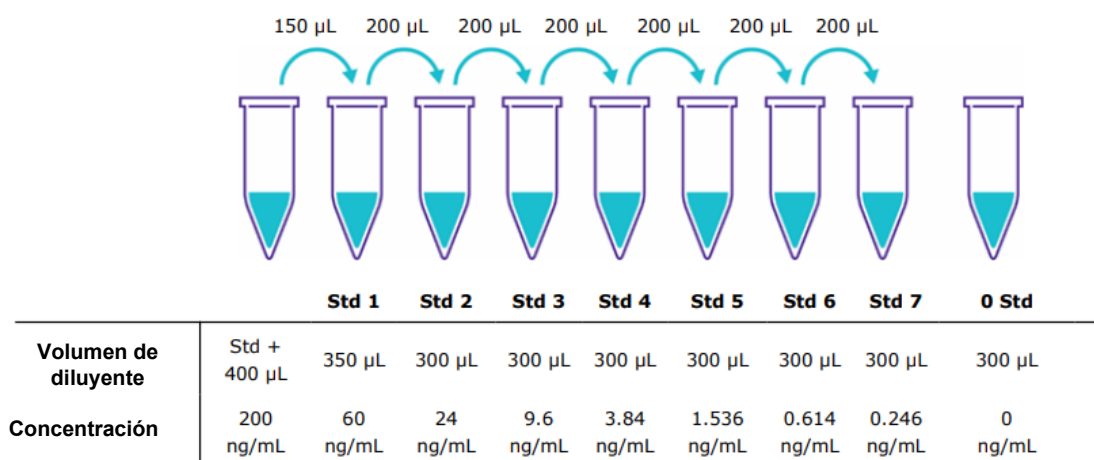 150 µL 200 µL 200 µL 200 µL 200 µL 200 µL 200 µL
Std 1 Std 2 Std 3 Std 4 Std 5 Std 6 Std 7 0 Std
Volumen de diluyente Std + 400 µL 350 µL 300 µL 300 µL 300 µL 300 µL 300 µL 300 µL 300 µL
Concentración 200 ng/mL 60 ng/mL 24 ng/mL 9.6 ng/mL 3.84 ng/mL 1.536 ng/mL 0.614 ng/mL 0.246 ng/mL 0 ng/mL